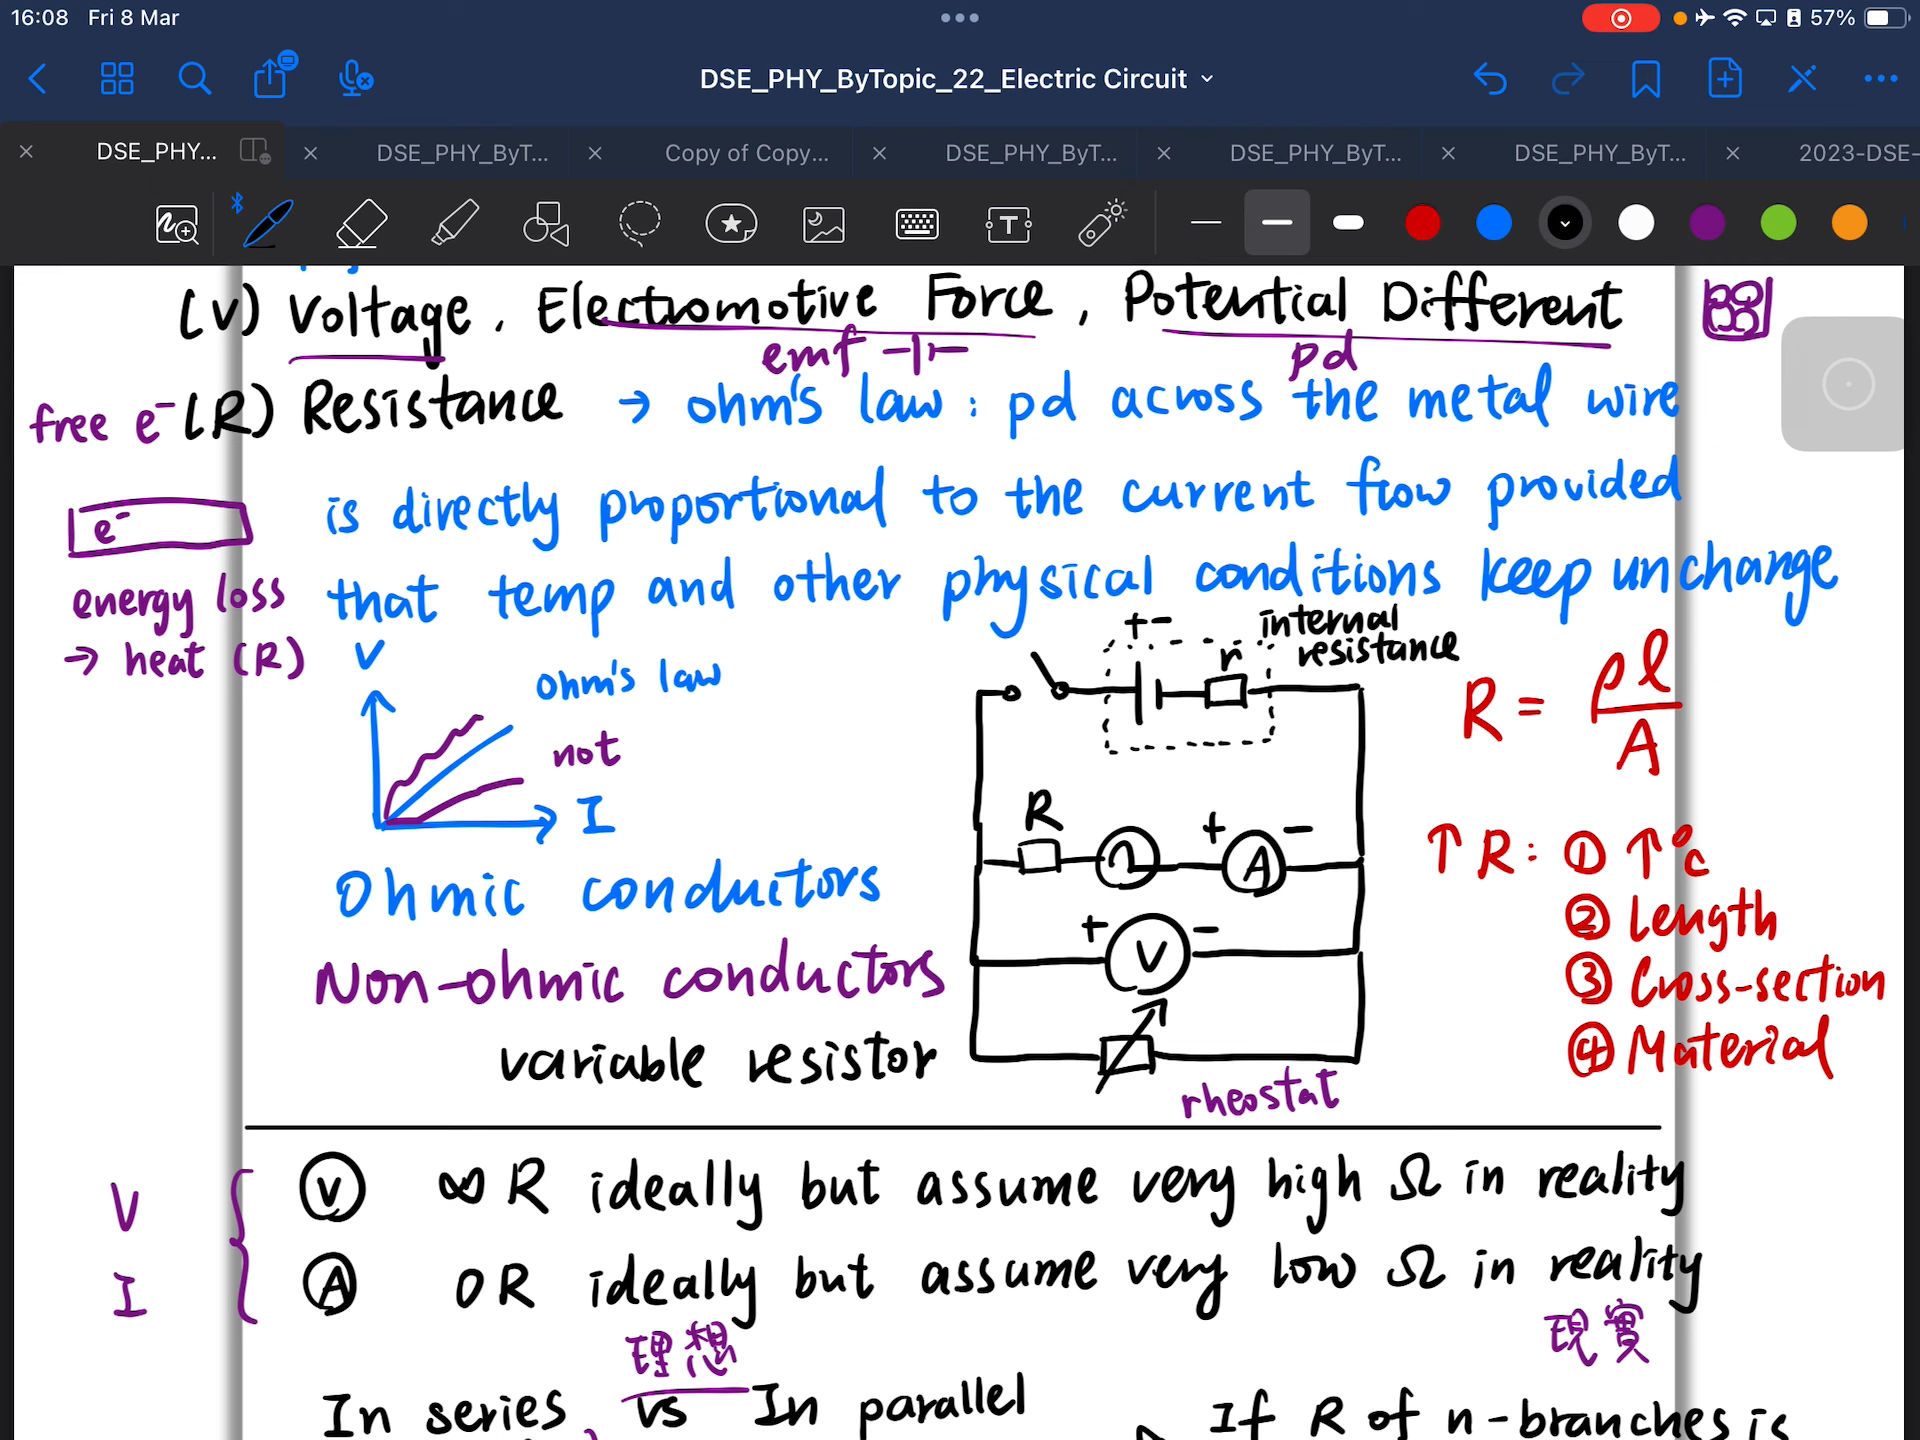 16:08 Fri 8 Mar
57%
DSE_PHY_ByTopic_22_Electric Circuit
DSE_PHY...
DSE_PHY_ByT...
Copy of Copy...
DSE_PHY_ByT...
DSE_PHY_ByT...
DSE_PHY_ByT...
2023-DSE-
(V) Voltage, Electromotive Force, Potential Different
emf
pd
free e⁻
(R) Resistance → ohm's law: pd across the metal wire
is directly proportional to the current flow provided
that temp and other physical conditions keep unchange
e⁻
energy loss
→ heat (R)
V
ohm's law
not
I
Ohmic conductors
Non-ohmic conductors
variable resistor
+ -
internal
resistance
r
R
+ A -
+ V -
rheostat
R = ρl/A
↑ R: ① ↑ °c
② Length
③ Cross-section
④ Material
V
I
V ∞ R ideally but assume very high Ω in reality
A 0 R ideally but assume very low Ω in reality
理想
現實
In series vs In parallel
If R of n-branches is